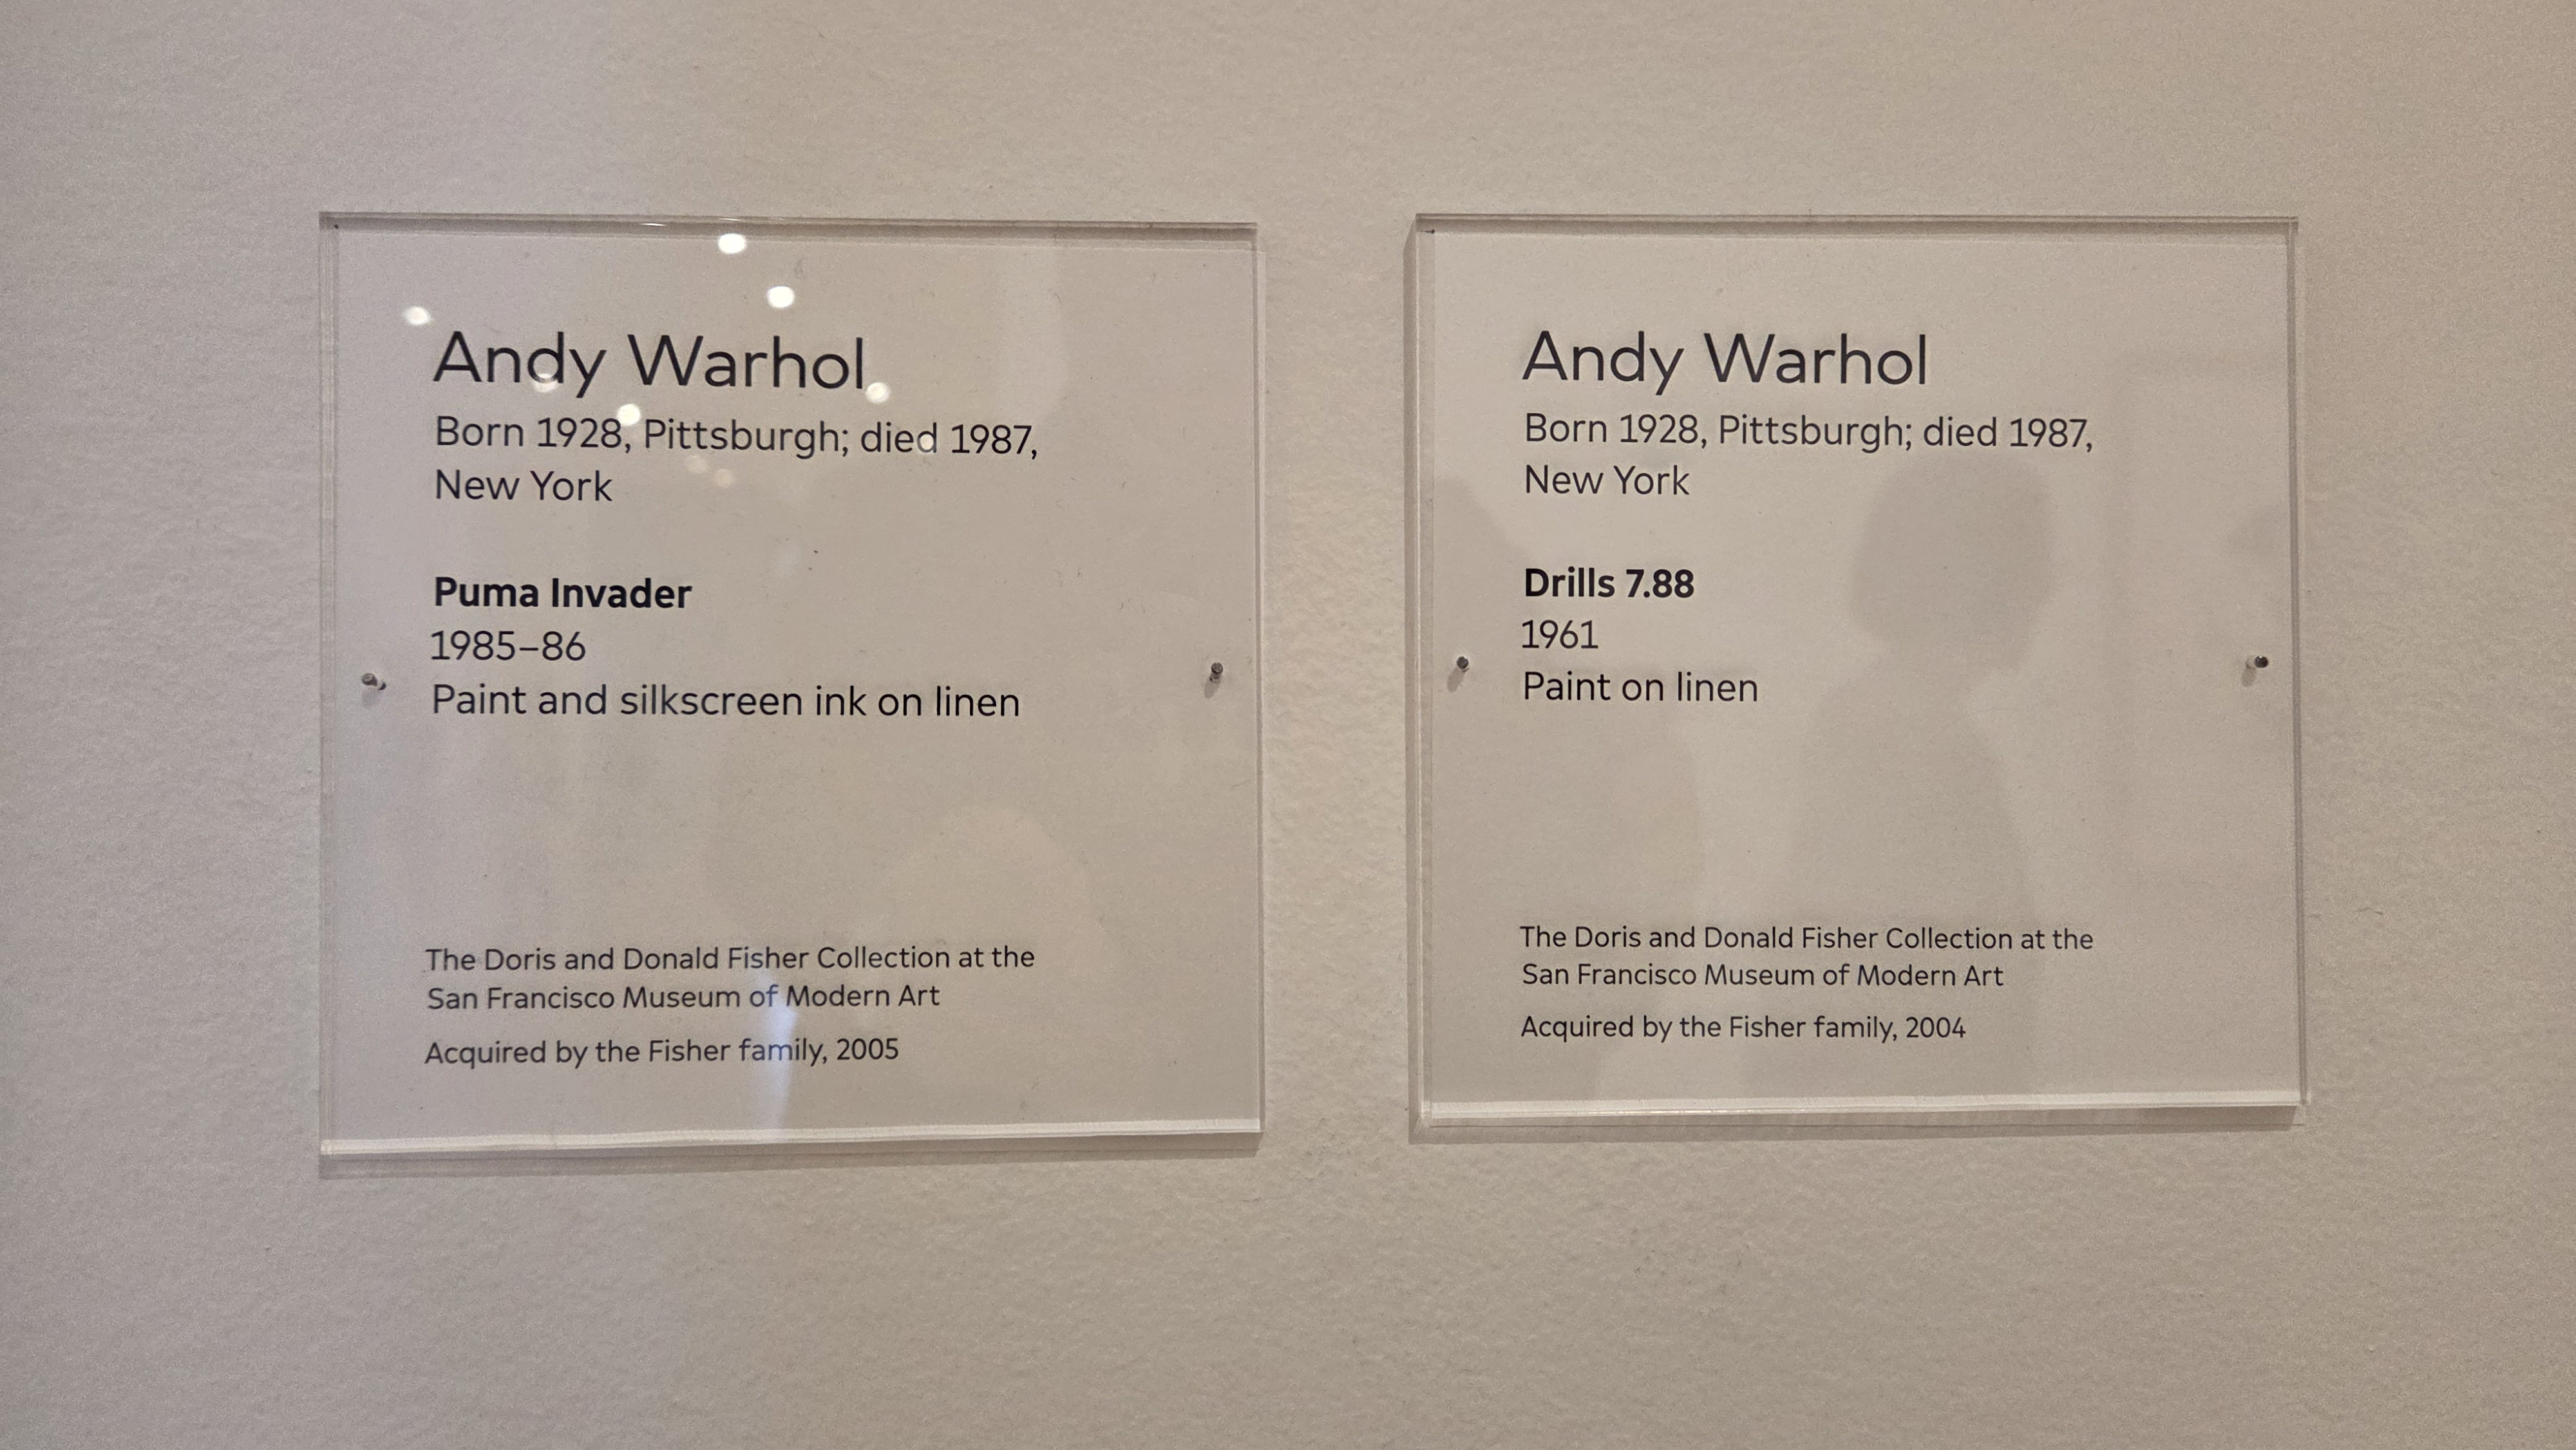 Andy Warhol
Born 1928, Pittsburgh; died 1987,
New York
Puma Invader
1985–86
Paint and silkscreen ink on linen
The Doris and Donald Fisher Collection at the
San Francisco Museum of Modern Art
Acquired by the Fisher family, 2005
Andy Warhol
Born 1928, Pittsburgh; died 1987,
New York
Drills 7.88
1961
Paint on linen
The Doris and Donald Fisher Collection at the
San Francisco Museum of Modern Art
Acquired by the Fisher family, 2004